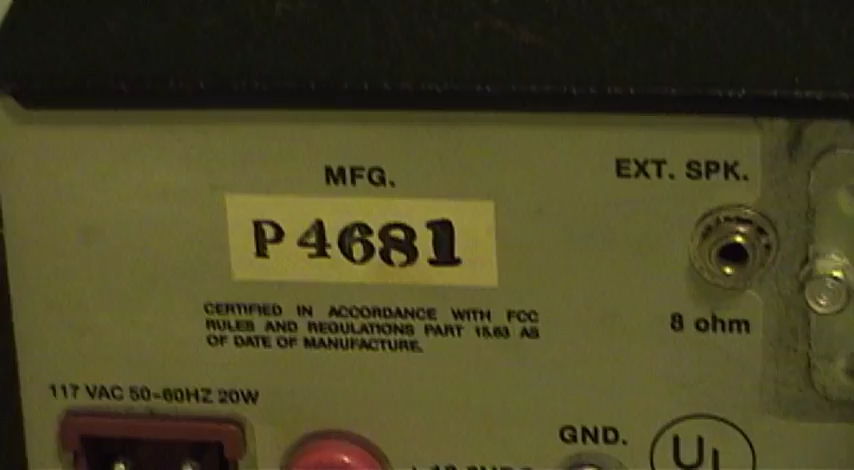 MFG.
EXT. SPK.
P4681
CERTIFIED IN ACCORDANCE WITH FCC
RULES AND REGULATIONS PART 15.63 AS
OF DATE OF MANUFACTURE.
8 ohm
117 VAC 50-60HZ 20W
GND.
UL